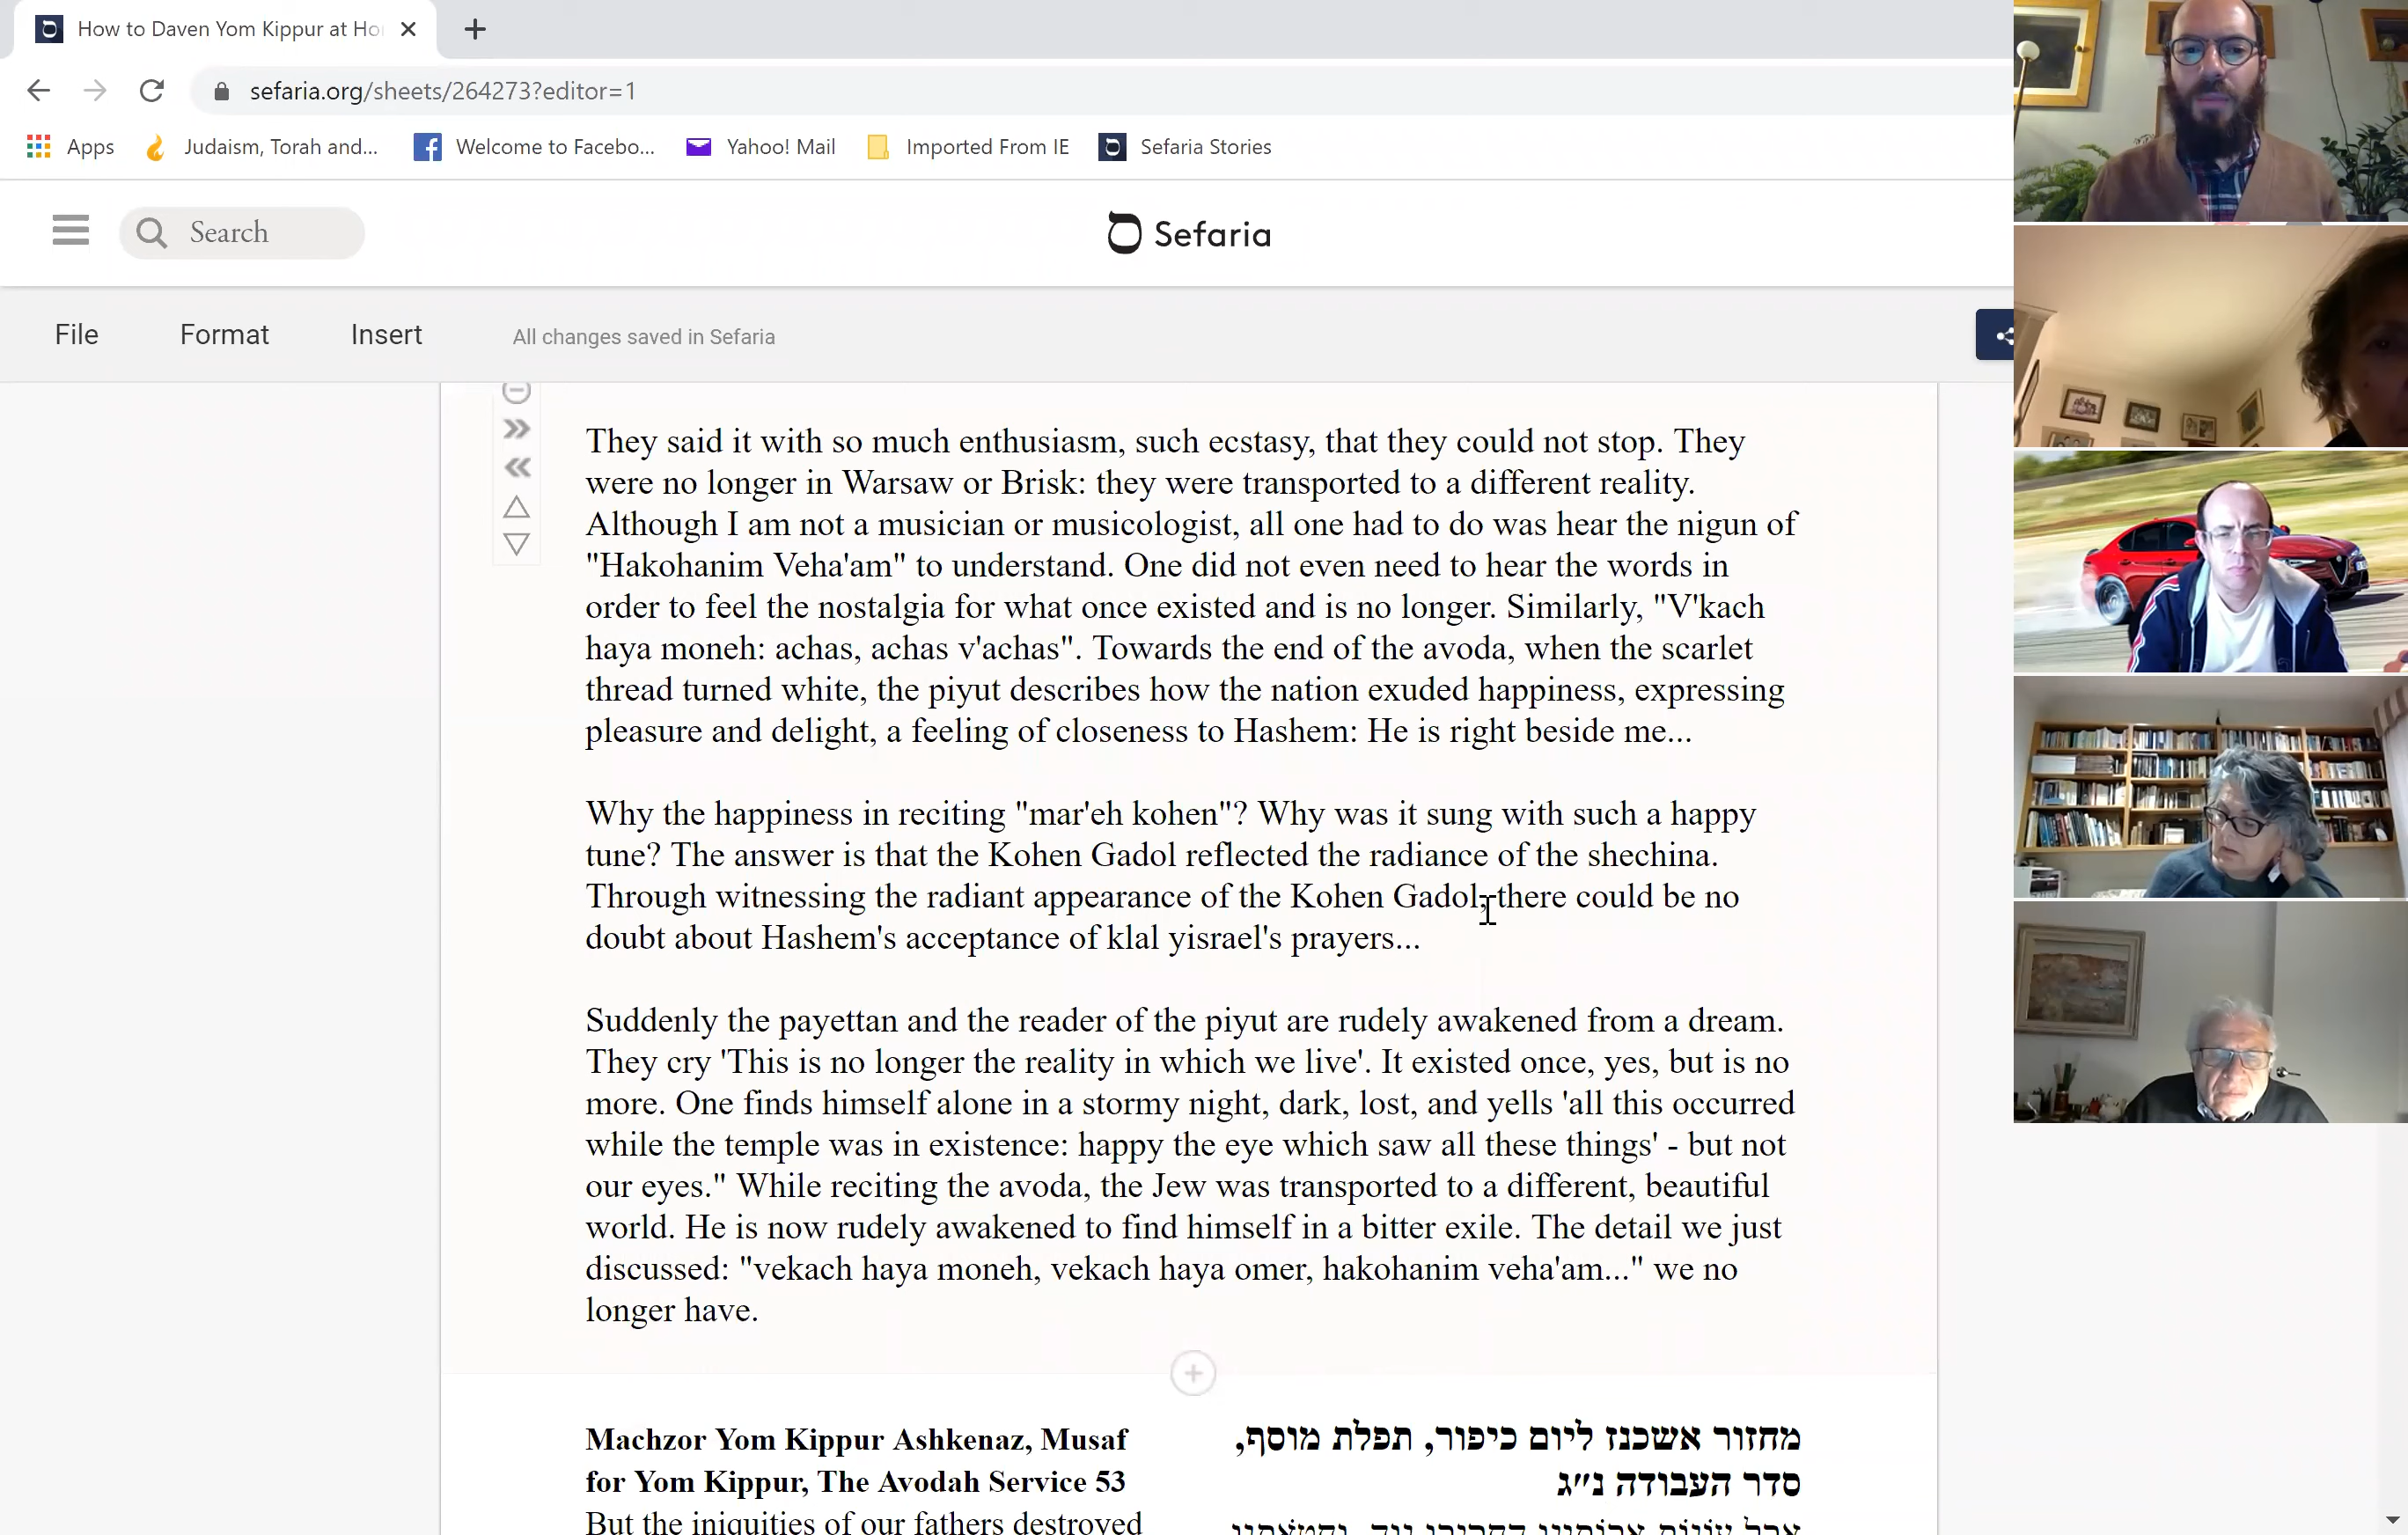 How to Daven Yom Kippur at Ho
sefaria.org/sheets/264273?editor=1
Apps
Judaism, Torah and...
Welcome to Facebo...
Yahoo! Mail
Imported From IE
Sefaria Stories
Search
Sefaria
File
Format
Insert
All changes saved in Sefaria
They said it with so much enthusiasm, such ecstasy, that they could not stop. They
were no longer in Warsaw or Brisk: they were transported to a different reality.
Although I am not a musician or musicologist, all one had to do was hear the nigun of
"Hakohanim Veha'am" to understand. One did not even need to hear the words in
order to feel the nostalgia for what once existed and is no longer. Similarly, "V'kach
haya moneh: achas, achas v'achas". Towards the end of the avoda, when the scarlet
thread turned white, the piyut describes how the nation exuded happiness, expressing
pleasure and delight, a feeling of closeness to Hashem: He is right beside me...
Why the happiness in reciting "mar'eh kohen"? Why was it sung with such a happy
tune? The answer is that the Kohen Gadol reflected the radiance of the shechina.
Through witnessing the radiant appearance of the Kohen Gadol, there could be no
doubt about Hashem's acceptance of klal yisrael's prayers...
Suddenly the payettan and the reader of the piyut are rudely awakened from a dream.
They cry 'This is no longer the reality in which we live'. It existed once, yes, but is no
more. One finds himself alone in a stormy night, dark, lost, and yells 'all this occurred
while the temple was in existence: happy the eye which saw all these things' - but not
our eyes." While reciting the avoda, the Jew was transported to a different, beautiful
world. He is now rudely awakened to find himself in a bitter exile. The detail we just
discussed: "vekach haya moneh, vekach haya omer, hakohanim veha'am..." we no
longer have.
Machzor Yom Kippur Ashkenaz, Musaf
for Yom Kippur, The Avodah Service 53
But the iniquities of our fathers destroyed
מחזור אשכנז ליום כיפור, תפלת מוסף,
סדר העבודה נ״ג